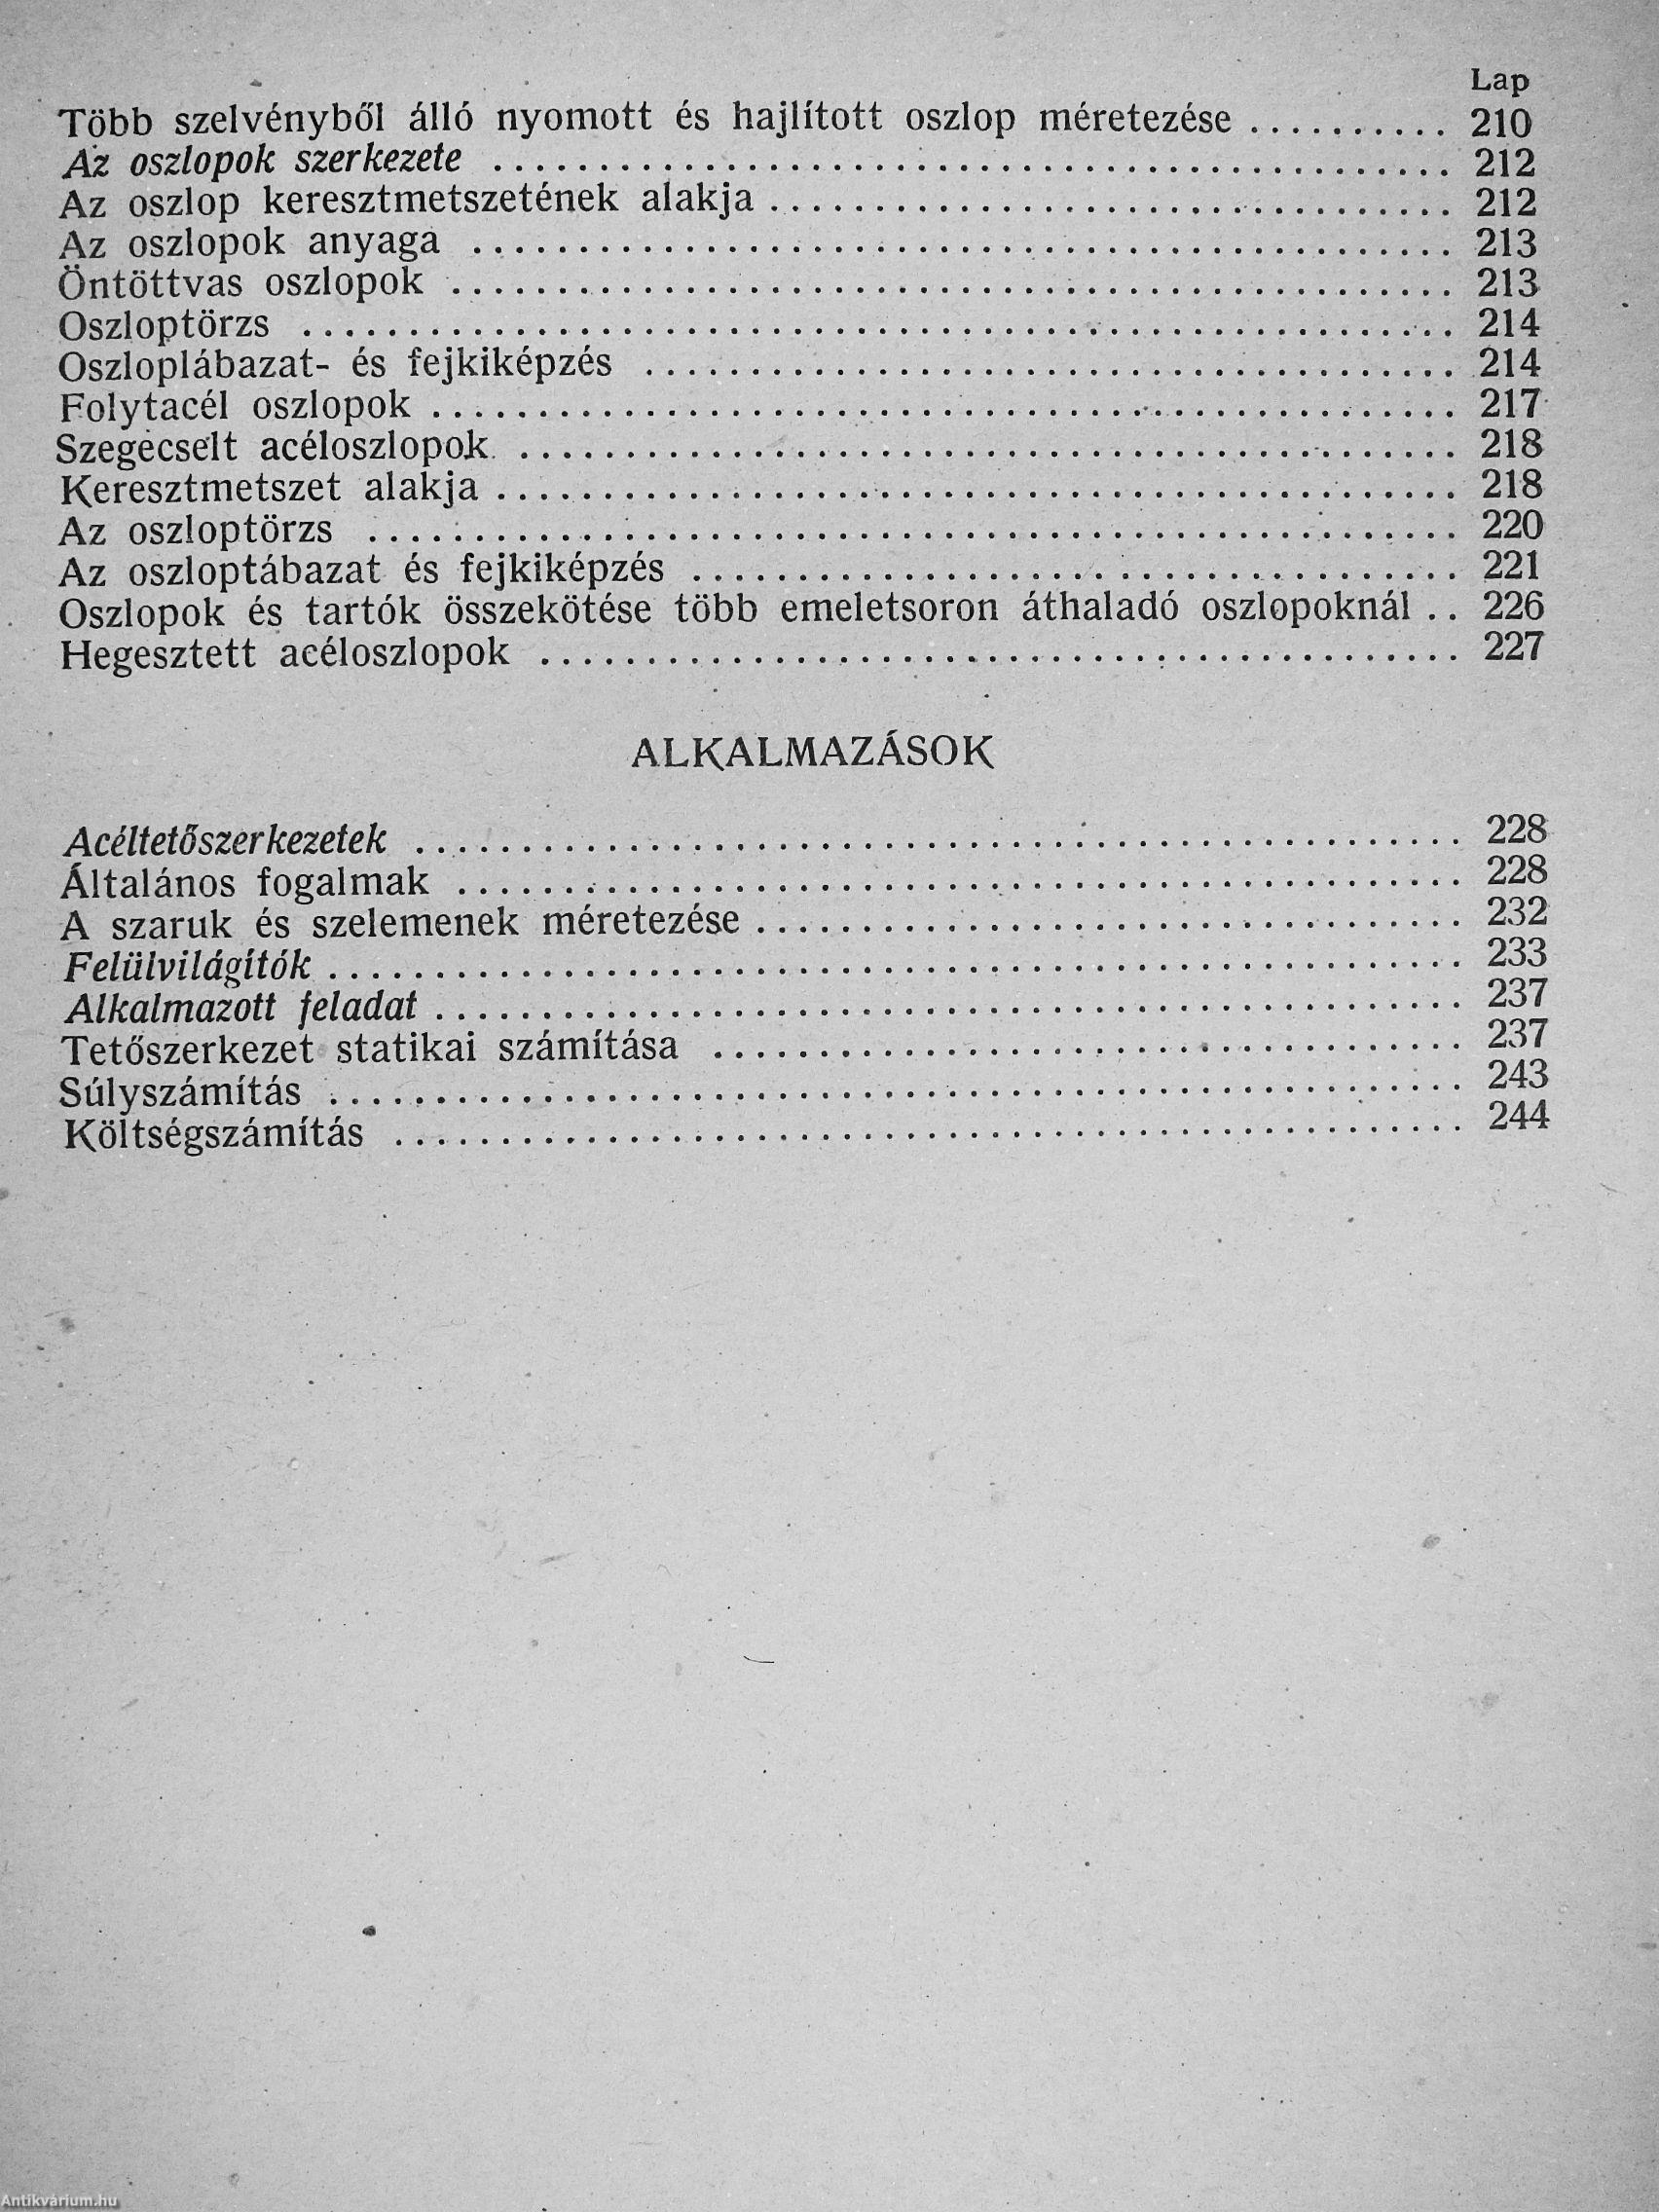 Lap
Több szelvényből álló nyomott és hajlított oszlop méretezése .......... 210
Az oszlopok szerkezete .......... 212
Az oszlop keresztmetszetének alakja .......... 212
Az oszlopok anyaga .......... 213
Öntöttvas oszlopok .......... 213
Oszloptörzs .......... 214
Oszloplábazat- és fejkiképzés .......... 214
Folytacél oszlopok .......... 217
Szegecselt acéloszlopok .......... 218
Keresztmetszet alakja .......... 218
Az oszloptörzs .......... 220
Az oszloptábazat és fejkiképzés .......... 221
Oszlopok és tartók összekötése több emeletsoron áthaladó oszlopoknál .. 226
Hegesztett acéloszlopok .......... 227
ALKALMAZÁSOK
Acéltetőszerkezetek .......... 228
Általános fogalmak .......... 228
A szaruk és szelemenek méretezése .......... 232
Felülvilágítók .......... 233
Alkalmazott feladat .......... 237
Tetőszerkezet statikai számítása .......... 237
Súlyszámítás .......... 243
Költségszámítás .......... 244
Antikvárium.hu